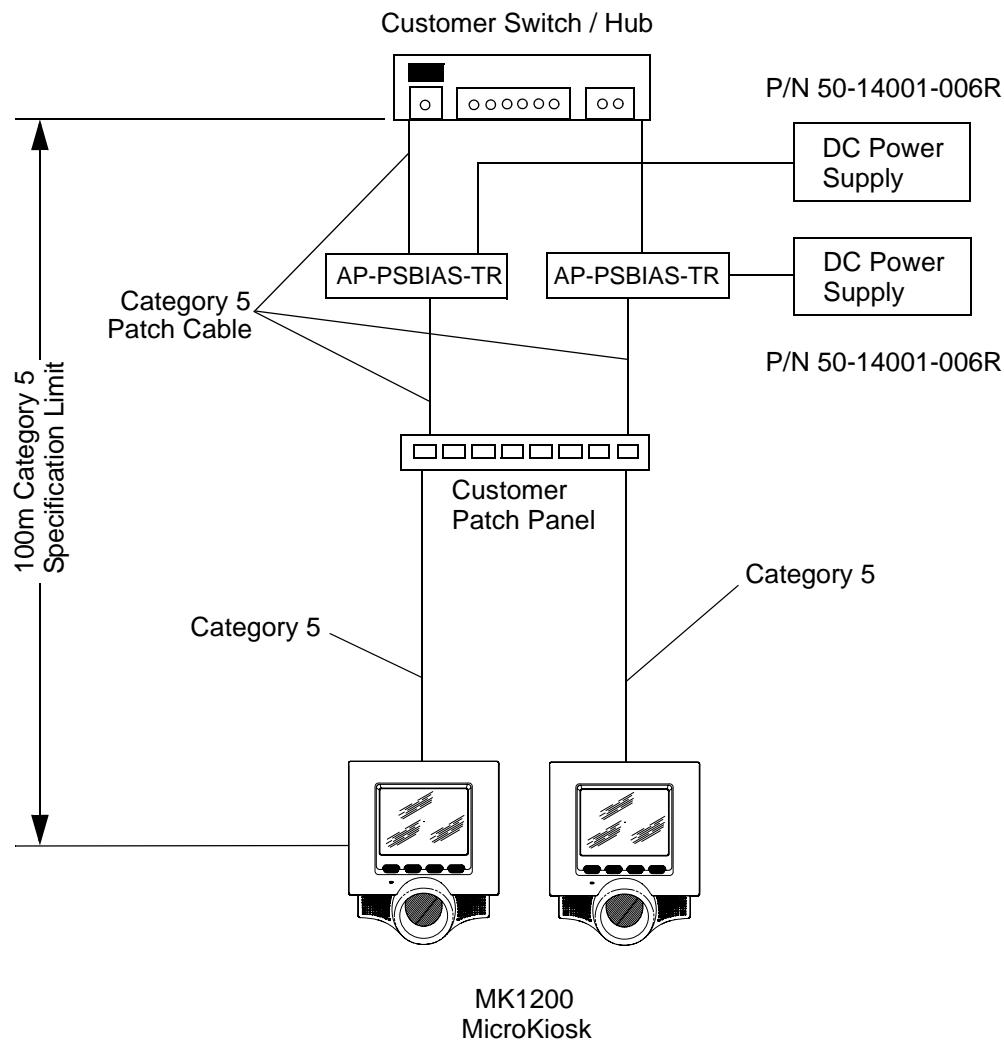 Customer Switch / Hub
P/N 50-14001-006R
DC Power
Supply
AP-PSBIAS-TR
AP-PSBIAS-TR
DC Power
Supply
Category 5
Patch Cable
P/N 50-14001-006R
100m Category 5
Specification Limit
Customer
Patch Panel
Category 5
Category 5
MK1200
MicroKiosk